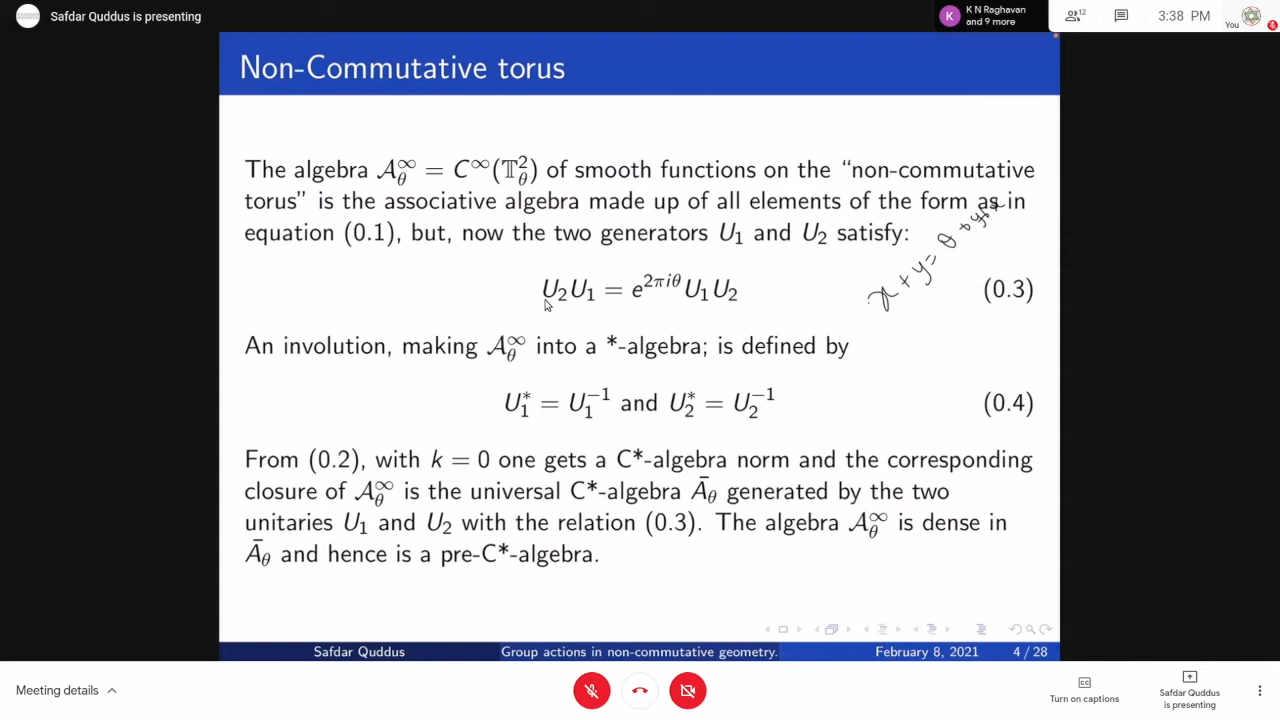 Safdar Quddus is presenting
K N Raghavan
and 9 more
12
3:38 PM
You
K
Non-Commutative torus
The algebra 𝒜_θ^∞ = C^∞(𝕋_θ^2) of smooth functions on the “non-commutative
torus” is the associative algebra made up of all elements of the form as in
equation (0.1), but, now the two generators U_1 and U_2 satisfy:
x + y =
U_2U_1 = e^{2πiθ}U_1U_2 (0.3)
An involution, making 𝒜_θ^∞ into a *-algebra; is defined by
U_1^* = U_1^{-1} and U_2^* = U_2^{-1} (0.4)
From (0.2), with k = 0 one gets a C*-algebra norm and the corresponding
closure of 𝒜_θ^∞ is the universal C*-algebra Ā_θ generated by the two
unitaries U_1 and U_2 with the relation (0.3). The algebra 𝒜_θ^∞ is dense in
Ā_θ and hence is a pre-C*-algebra.
Safdar Quddus Group actions in non-commutative geometry. February 8, 2021 4 / 28
Meeting details
Turn on captions
Safdar Quddus
is presenting